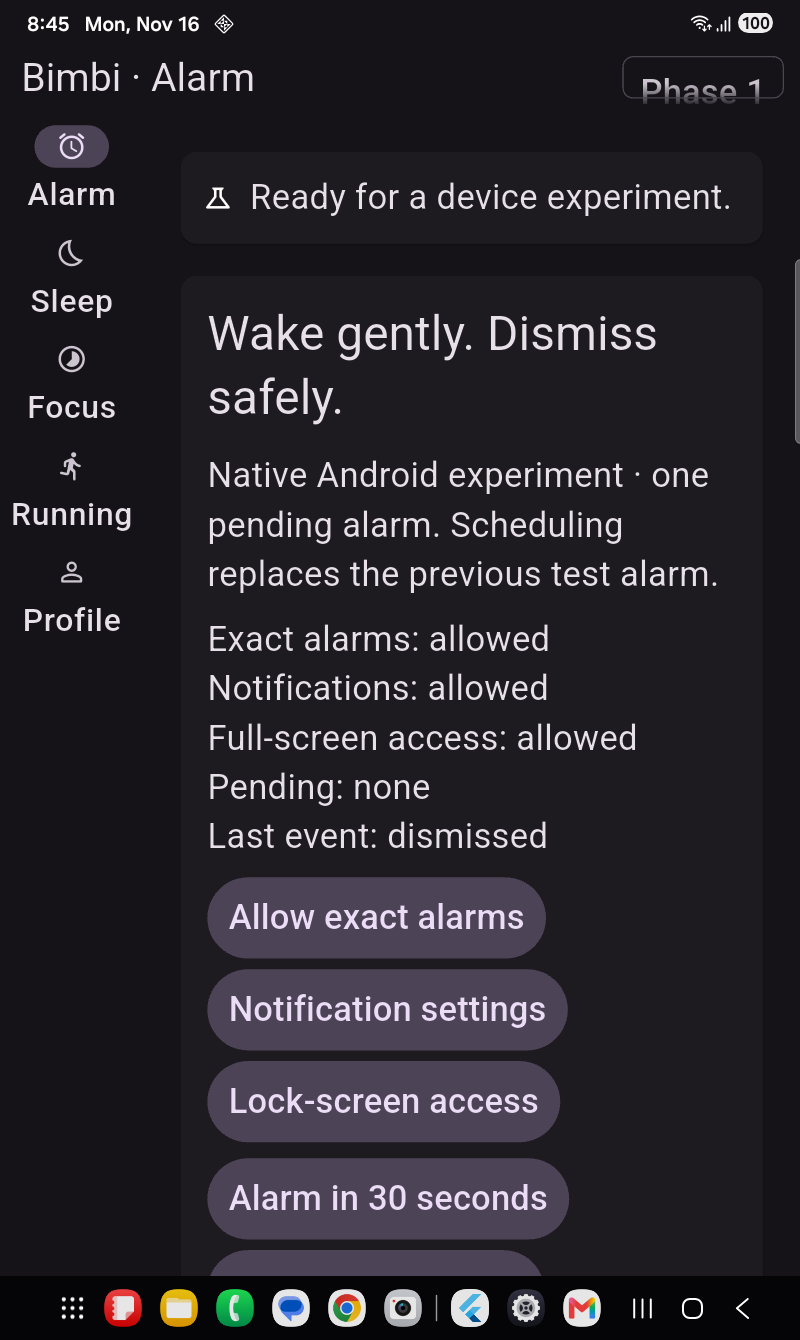 8:45 Mon, Nov 16
100
Bimbi · Alarm
Phase 1
Alarm
Sleep
Focus
Running
Profile
Ready for a device experiment.
Wake gently. Dismiss
safely.
Native Android experiment · one
pending alarm. Scheduling
replaces the previous test alarm.
Exact alarms: allowed
Notifications: allowed
Full-screen access: allowed
Pending: none
Last event: dismissed
Allow exact alarms
Notification settings
Lock-screen access
Alarm in 30 seconds